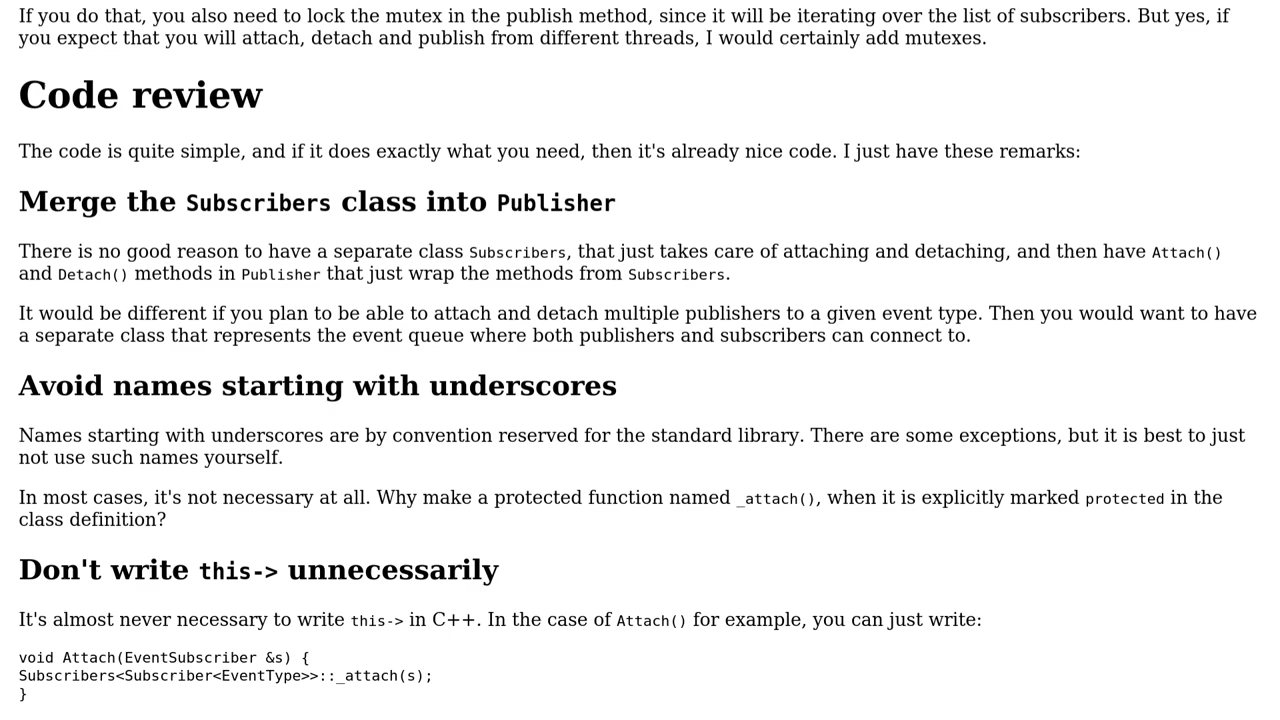 If you do that, you also need to lock the mutex in the publish method, since it will be iterating over the list of subscribers. But yes, if
you expect that you will attach, detach and publish from different threads, I would certainly add mutexes.
Code review
The code is quite simple, and if it does exactly what you need, then it's already nice code. I just have these remarks:
Merge the Subscribers class into Publisher
There is no good reason to have a separate class Subscribers, that just takes care of attaching and detaching, and then have Attach()
and Detach() methods in Publisher that just wrap the methods from Subscribers.
It would be different if you plan to be able to attach and detach multiple publishers to a given event type. Then you would want to have
a separate class that represents the event queue where both publishers and subscribers can connect to.
Avoid names starting with underscores
Names starting with underscores are by convention reserved for the standard library. There are some exceptions, but it is best to just
not use such names yourself.
In most cases, it's not necessary at all. Why make a protected function named _attach(), when it is explicitly marked protected in the
class definition?
Don't write this-> unnecessarily
It's almost never necessary to write this-> in C++. In the case of Attach() for example, you can just write:
void Attach(EventSubscriber &s) {
Subscribers<Subscriber<EventType>>::_attach(s);
}